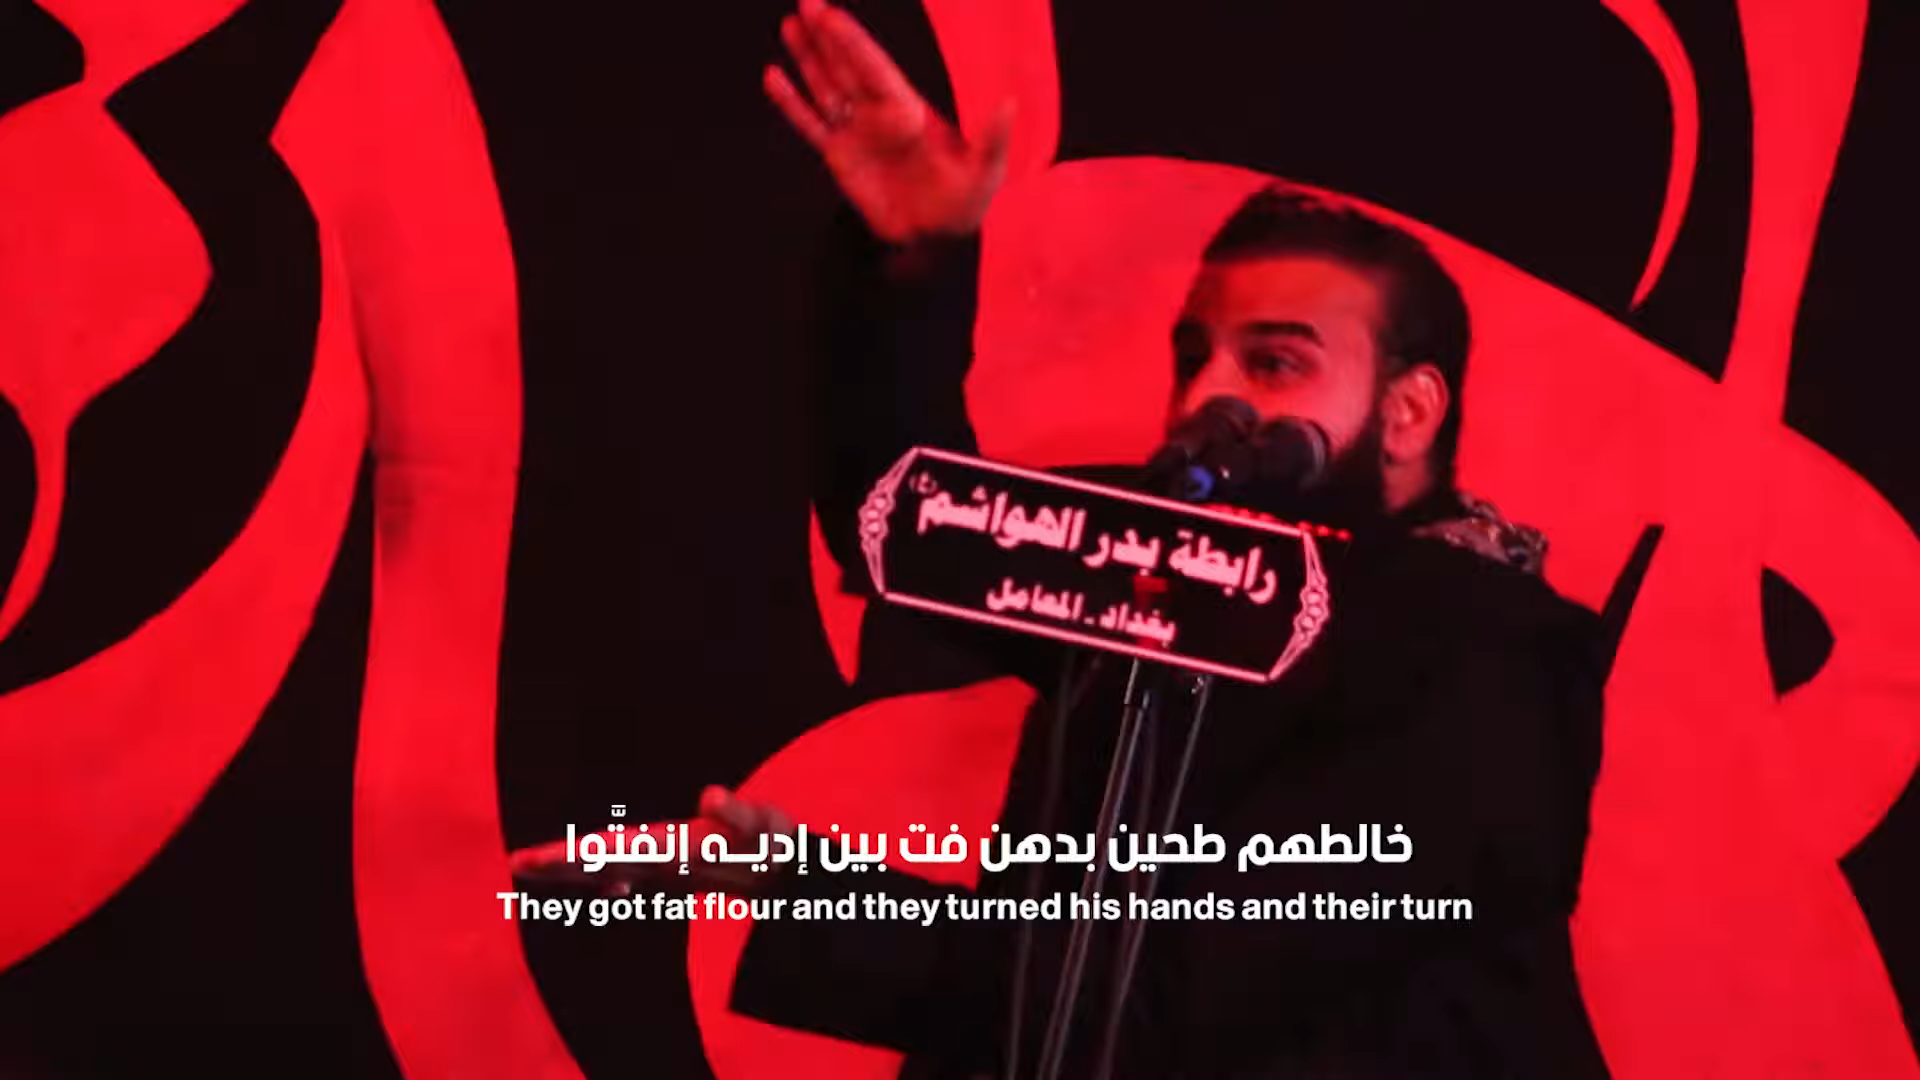 رابطة بدر الهواشم (ع)
بغداد - المعامل
خالطهم طحين بدهن فت بين إديــه إنفتَّوا
They got fat flour and they turned his hands and their turn